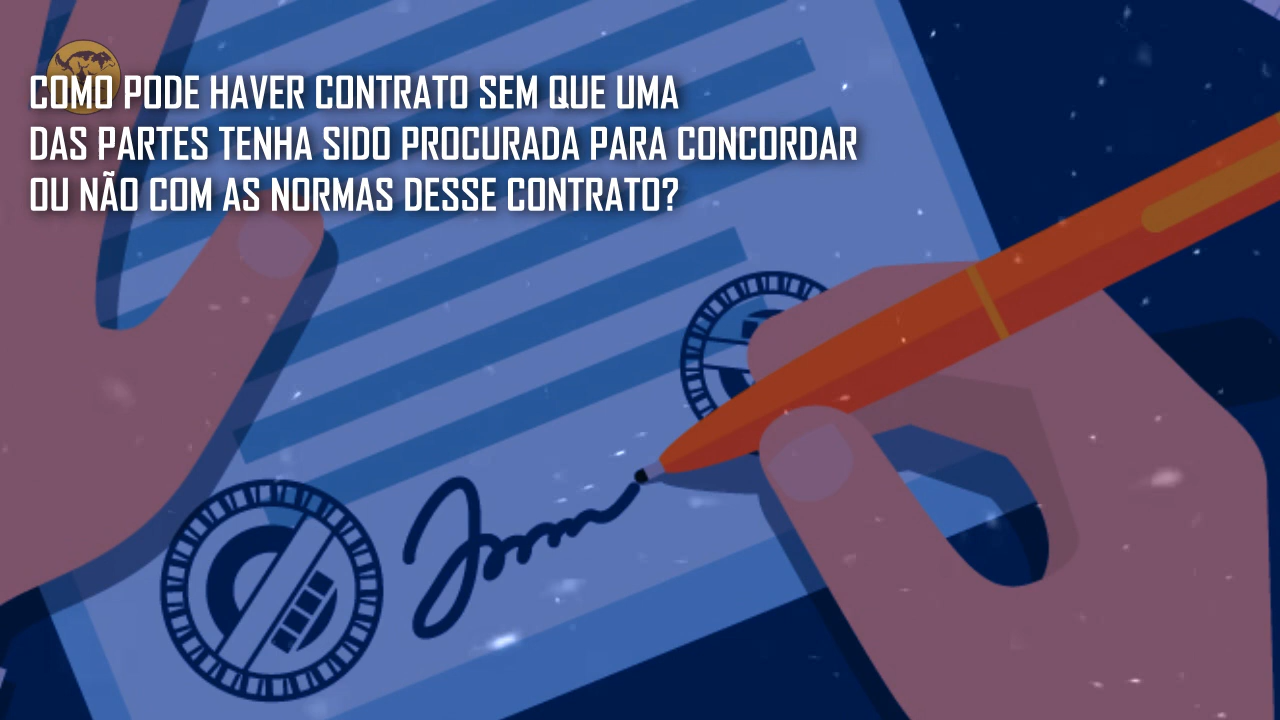 COMO PODE HAVER CONTRATO SEM QUE UMA
DAS PARTES TENHA SIDO PROCURADA PARA CONCORDAR
OU NÃO COM AS NORMAS DESSE CONTRATO?